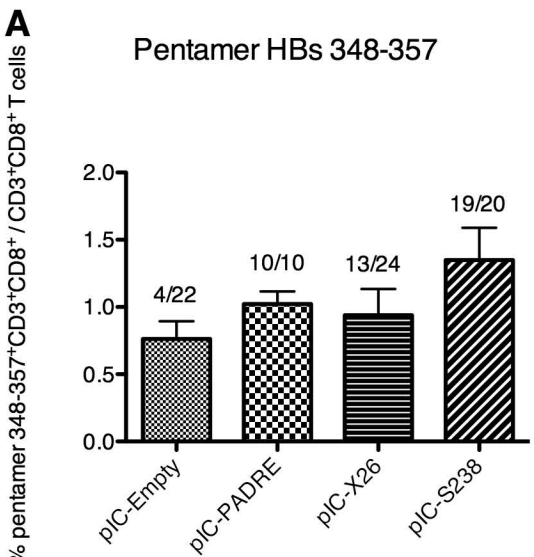 A
Pentamer HBs 348-357
% pentamer 348-357⁺CD3⁺CD8⁺ / CD3⁺CD8⁺ T cells
2.0
1.5
1.0
0.5
0.0
4/22
10/10
13/24
19/20
pIC-Empty
pIC-PADRE
pIC-X26
pIC-S238